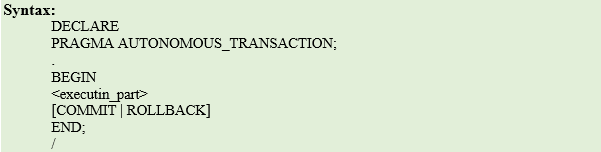 Syntax:
DECLARE
PRAGMA AUTONOMOUS_TRANSACTION;
.
BEGIN
<executin_part>
[COMMIT | ROLLBACK]
END;
/